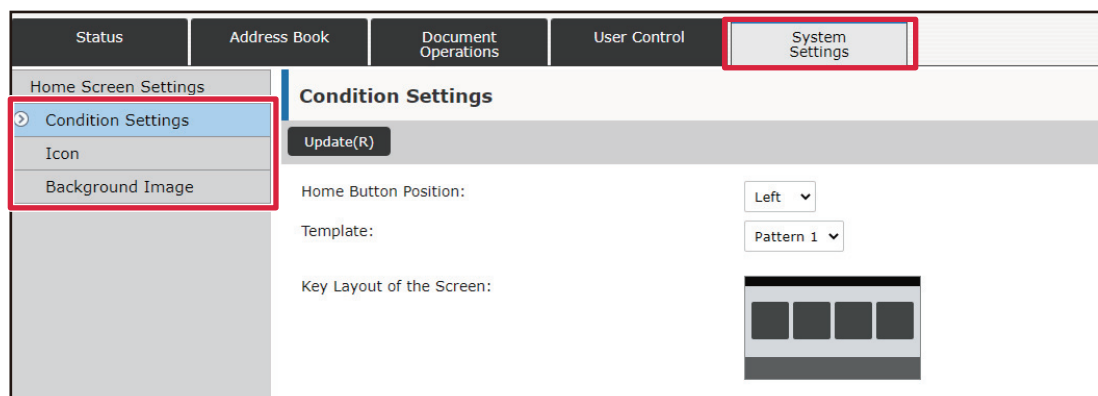 Status
Address Book
Document
Operations
User Control
System
Settings
Home Screen Settings
Condition Settings
Icon
Background Image
Condition Settings
Update(R)
Home Button Position:
Left
Template:
Pattern 1
Key Layout of the Screen: